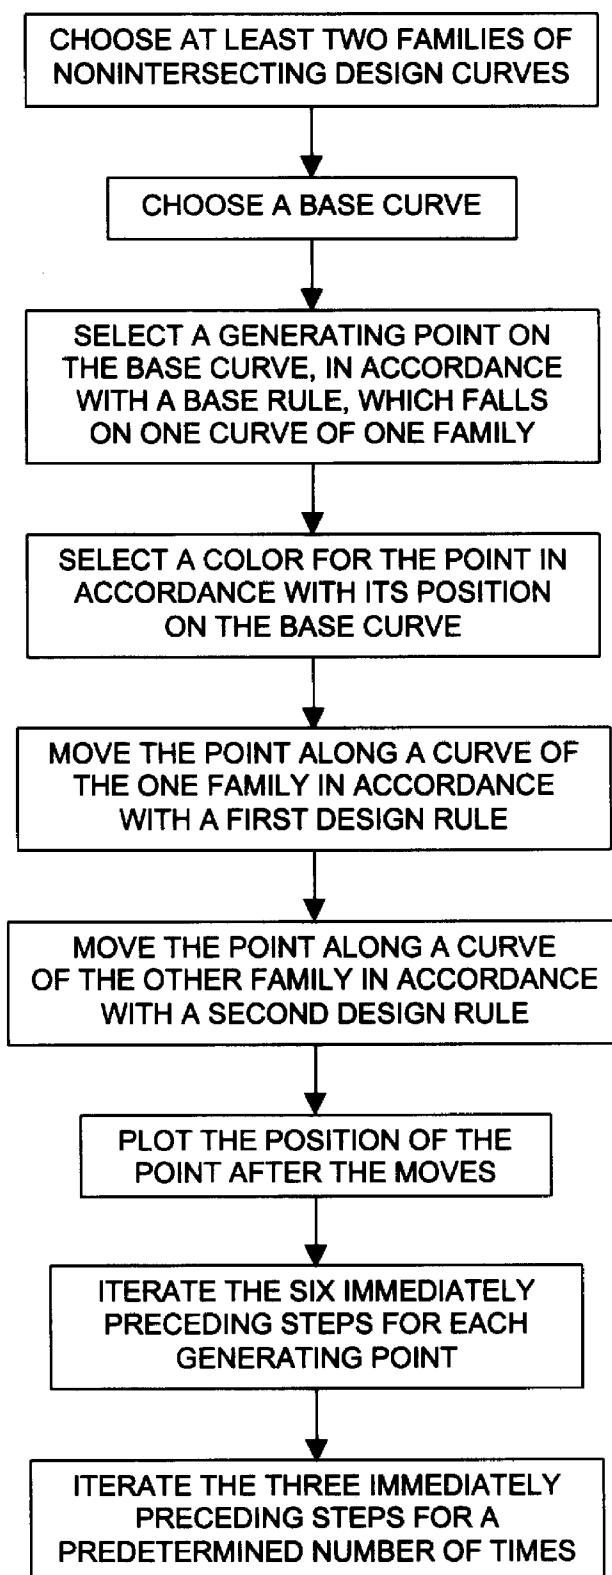 CHOOSE AT LEAST TWO FAMILIES OF
NONINTERSECTING DESIGN CURVES
CHOOSE A BASE CURVE
SELECT A GENERATING POINT ON
THE BASE CURVE, IN ACCORDANCE
WITH A BASE RULE, WHICH FALLS
ON ONE CURVE OF ONE FAMILY
SELECT A COLOR FOR THE POINT IN
ACCORDANCE WITH ITS POSITION
ON THE BASE CURVE
MOVE THE POINT ALONG A CURVE OF
THE ONE FAMILY IN ACCORDANCE
WITH A FIRST DESIGN RULE
MOVE THE POINT ALONG A CURVE
OF THE OTHER FAMILY IN ACCORDANCE
WITH A SECOND DESIGN RULE
PLOT THE POSITION OF THE
POINT AFTER THE MOVES
ITERATE THE SIX IMMEDIATELY
PRECEDING STEPS FOR EACH
GENERATING POINT
ITERATE THE THREE IMMEDIATELY
PRECEDING STEPS FOR A
PREDETERMINED NUMBER OF TIMES